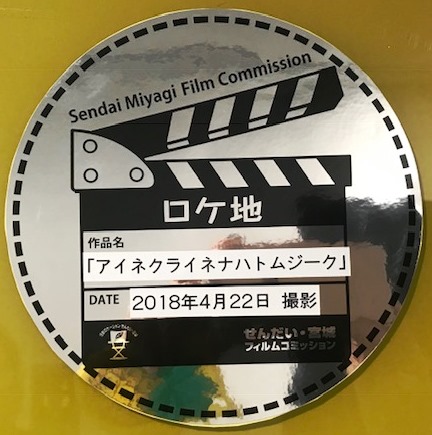 Sendai Miyagi Film Commission
ロケ地
作品名
「アイネクライネナハトムジーク」
DATE 2018年4月22日 撮影
せんだい・宮城
フィルムコミッション